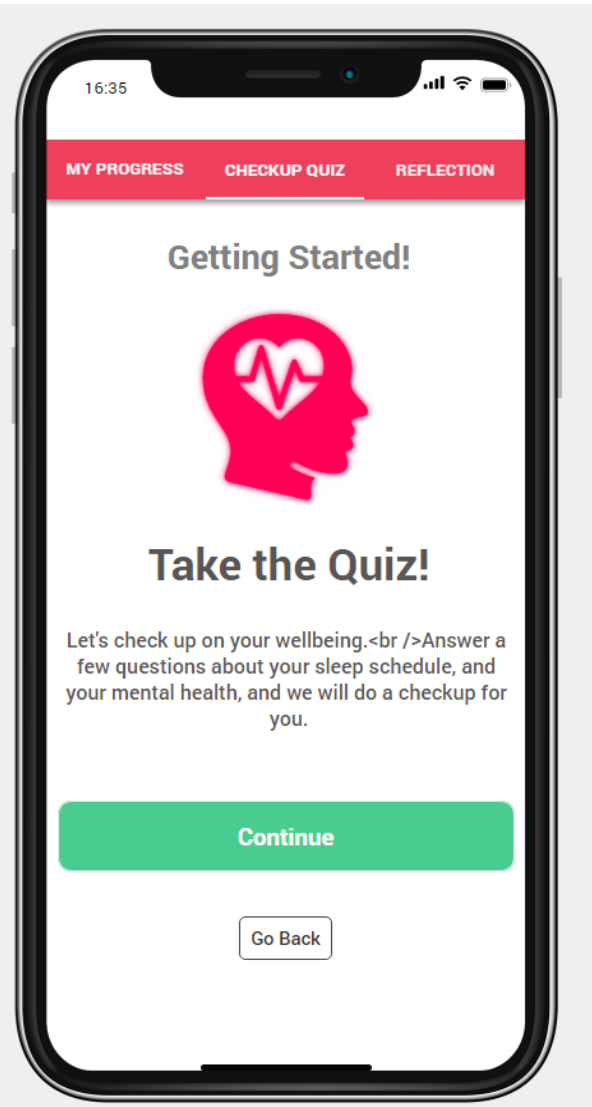 16:35
MY PROGRESS CHECKUP QUIZ REFLECTION
Getting Started!
Take the Quiz!
Let's check up on your wellbeing.<br />Answer a
few questions about your sleep schedule, and
your mental health, and we will do a checkup for
you.
Continue
Go Back